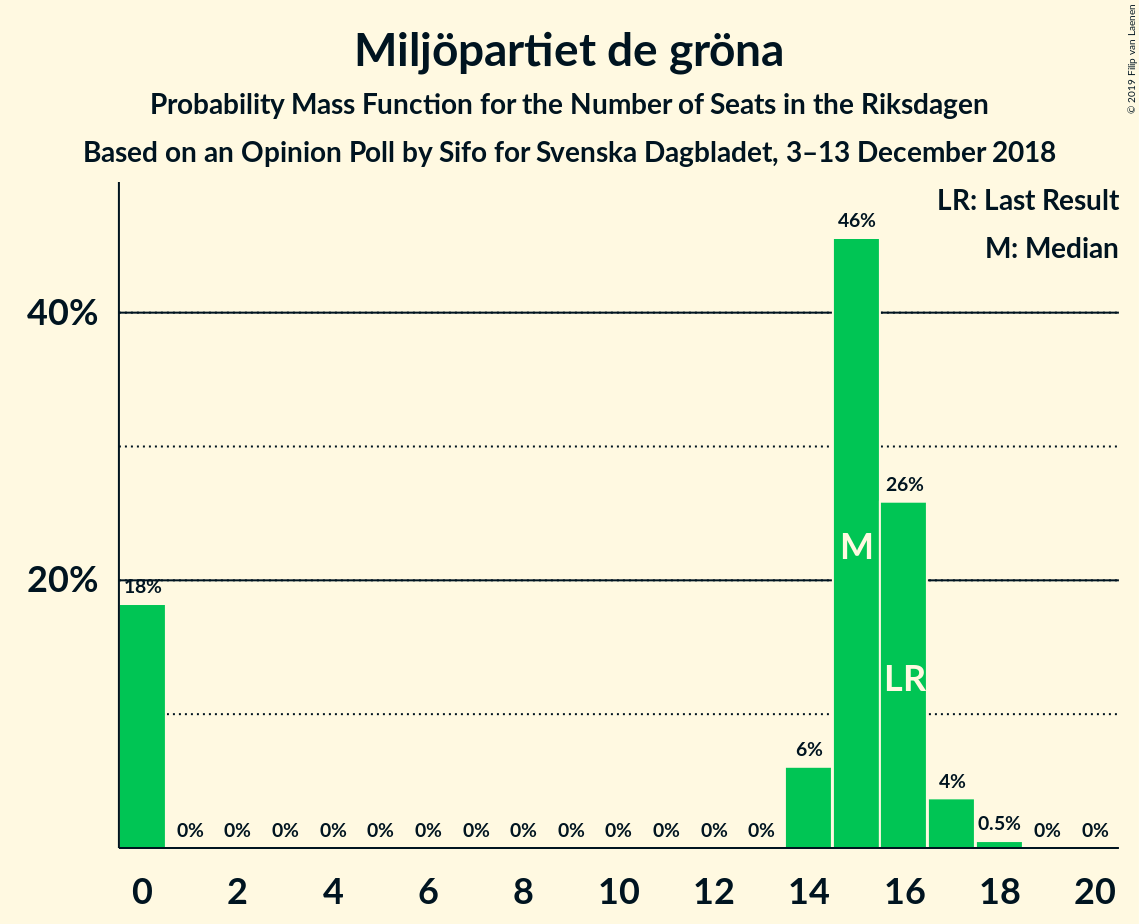 Miljöpartiet de gröna
Probability Mass Function for the Number of Seats in the Riksdagen
Based on an Opinion Poll by Sifo for Svenska Dagbladet, 3–13 December 2018
© 2019 Filip van Laenen
LR: Last Result
M: Median
40%
20%
18%
0%
0%
0%
0%
0%
0%
0%
0%
0%
0%
0%
0%
0%
6%
46%
26%
4%
0.5%
0%
0%
M
LR
0 2 4 6 8 10 12 14 16 18 20